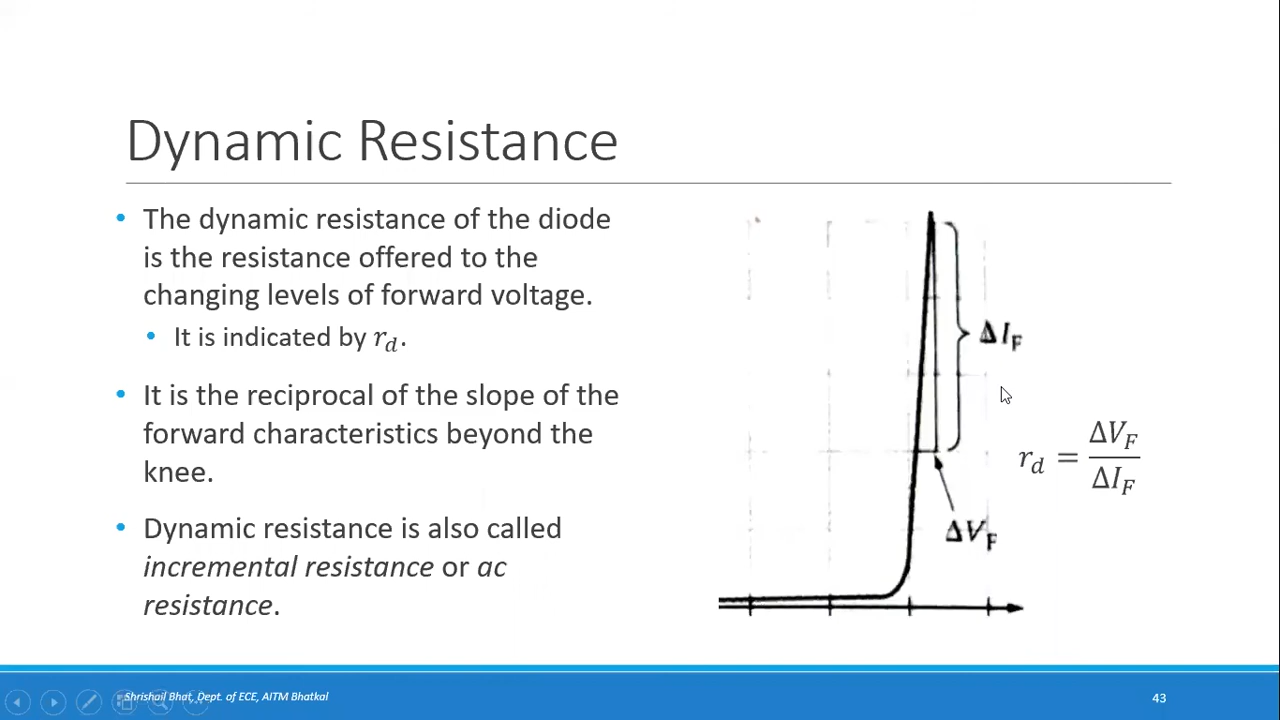 Dynamic Resistance
• The dynamic resistance of the diode
is the resistance offered to the
changing levels of forward voltage.
• It is indicated by r_d.
• It is the reciprocal of the slope of the
forward characteristics beyond the
knee.
• Dynamic resistance is also called
incremental resistance or ac
resistance.
ΔI_F
ΔV_F
r_d = ΔV_F / ΔI_F
Shrishail Bhat, Dept. of ECE, AITM Bhatkal
43